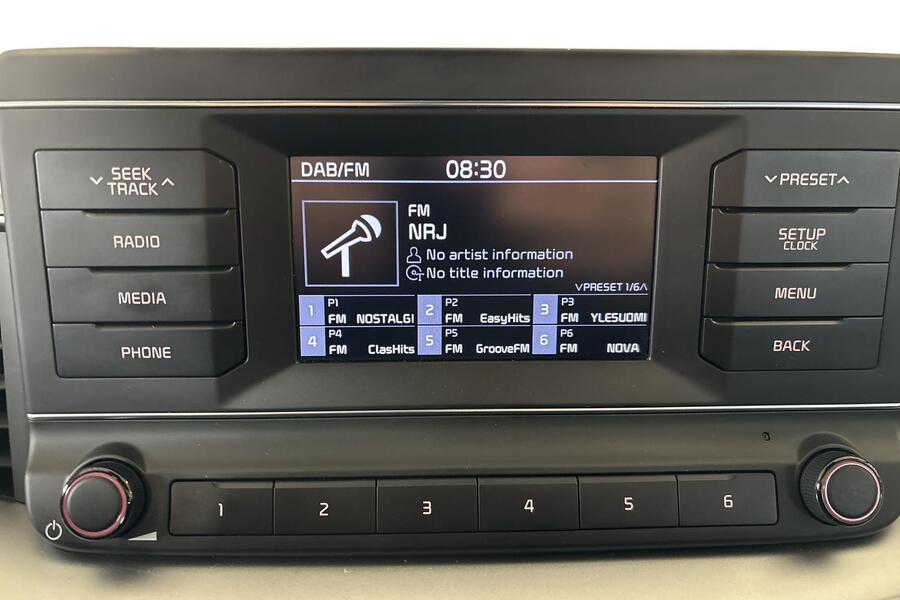 SEEK
TRACK
RADIO
MEDIA
PHONE
DAB/FM 08:30
FM
NRJ
No artist information
No title information
PRESET 1/6
1 P1 FM NOSTALGI
2 P2 FM EasyHits
3 P3 FM YLESUOMI
4 P4 FM ClasHits
5 P5 FM GrooveFM
6 P6 FM NOVA
PRESET
SETUP
CLOCK
MENU
BACK
1 2 3 4 5 6